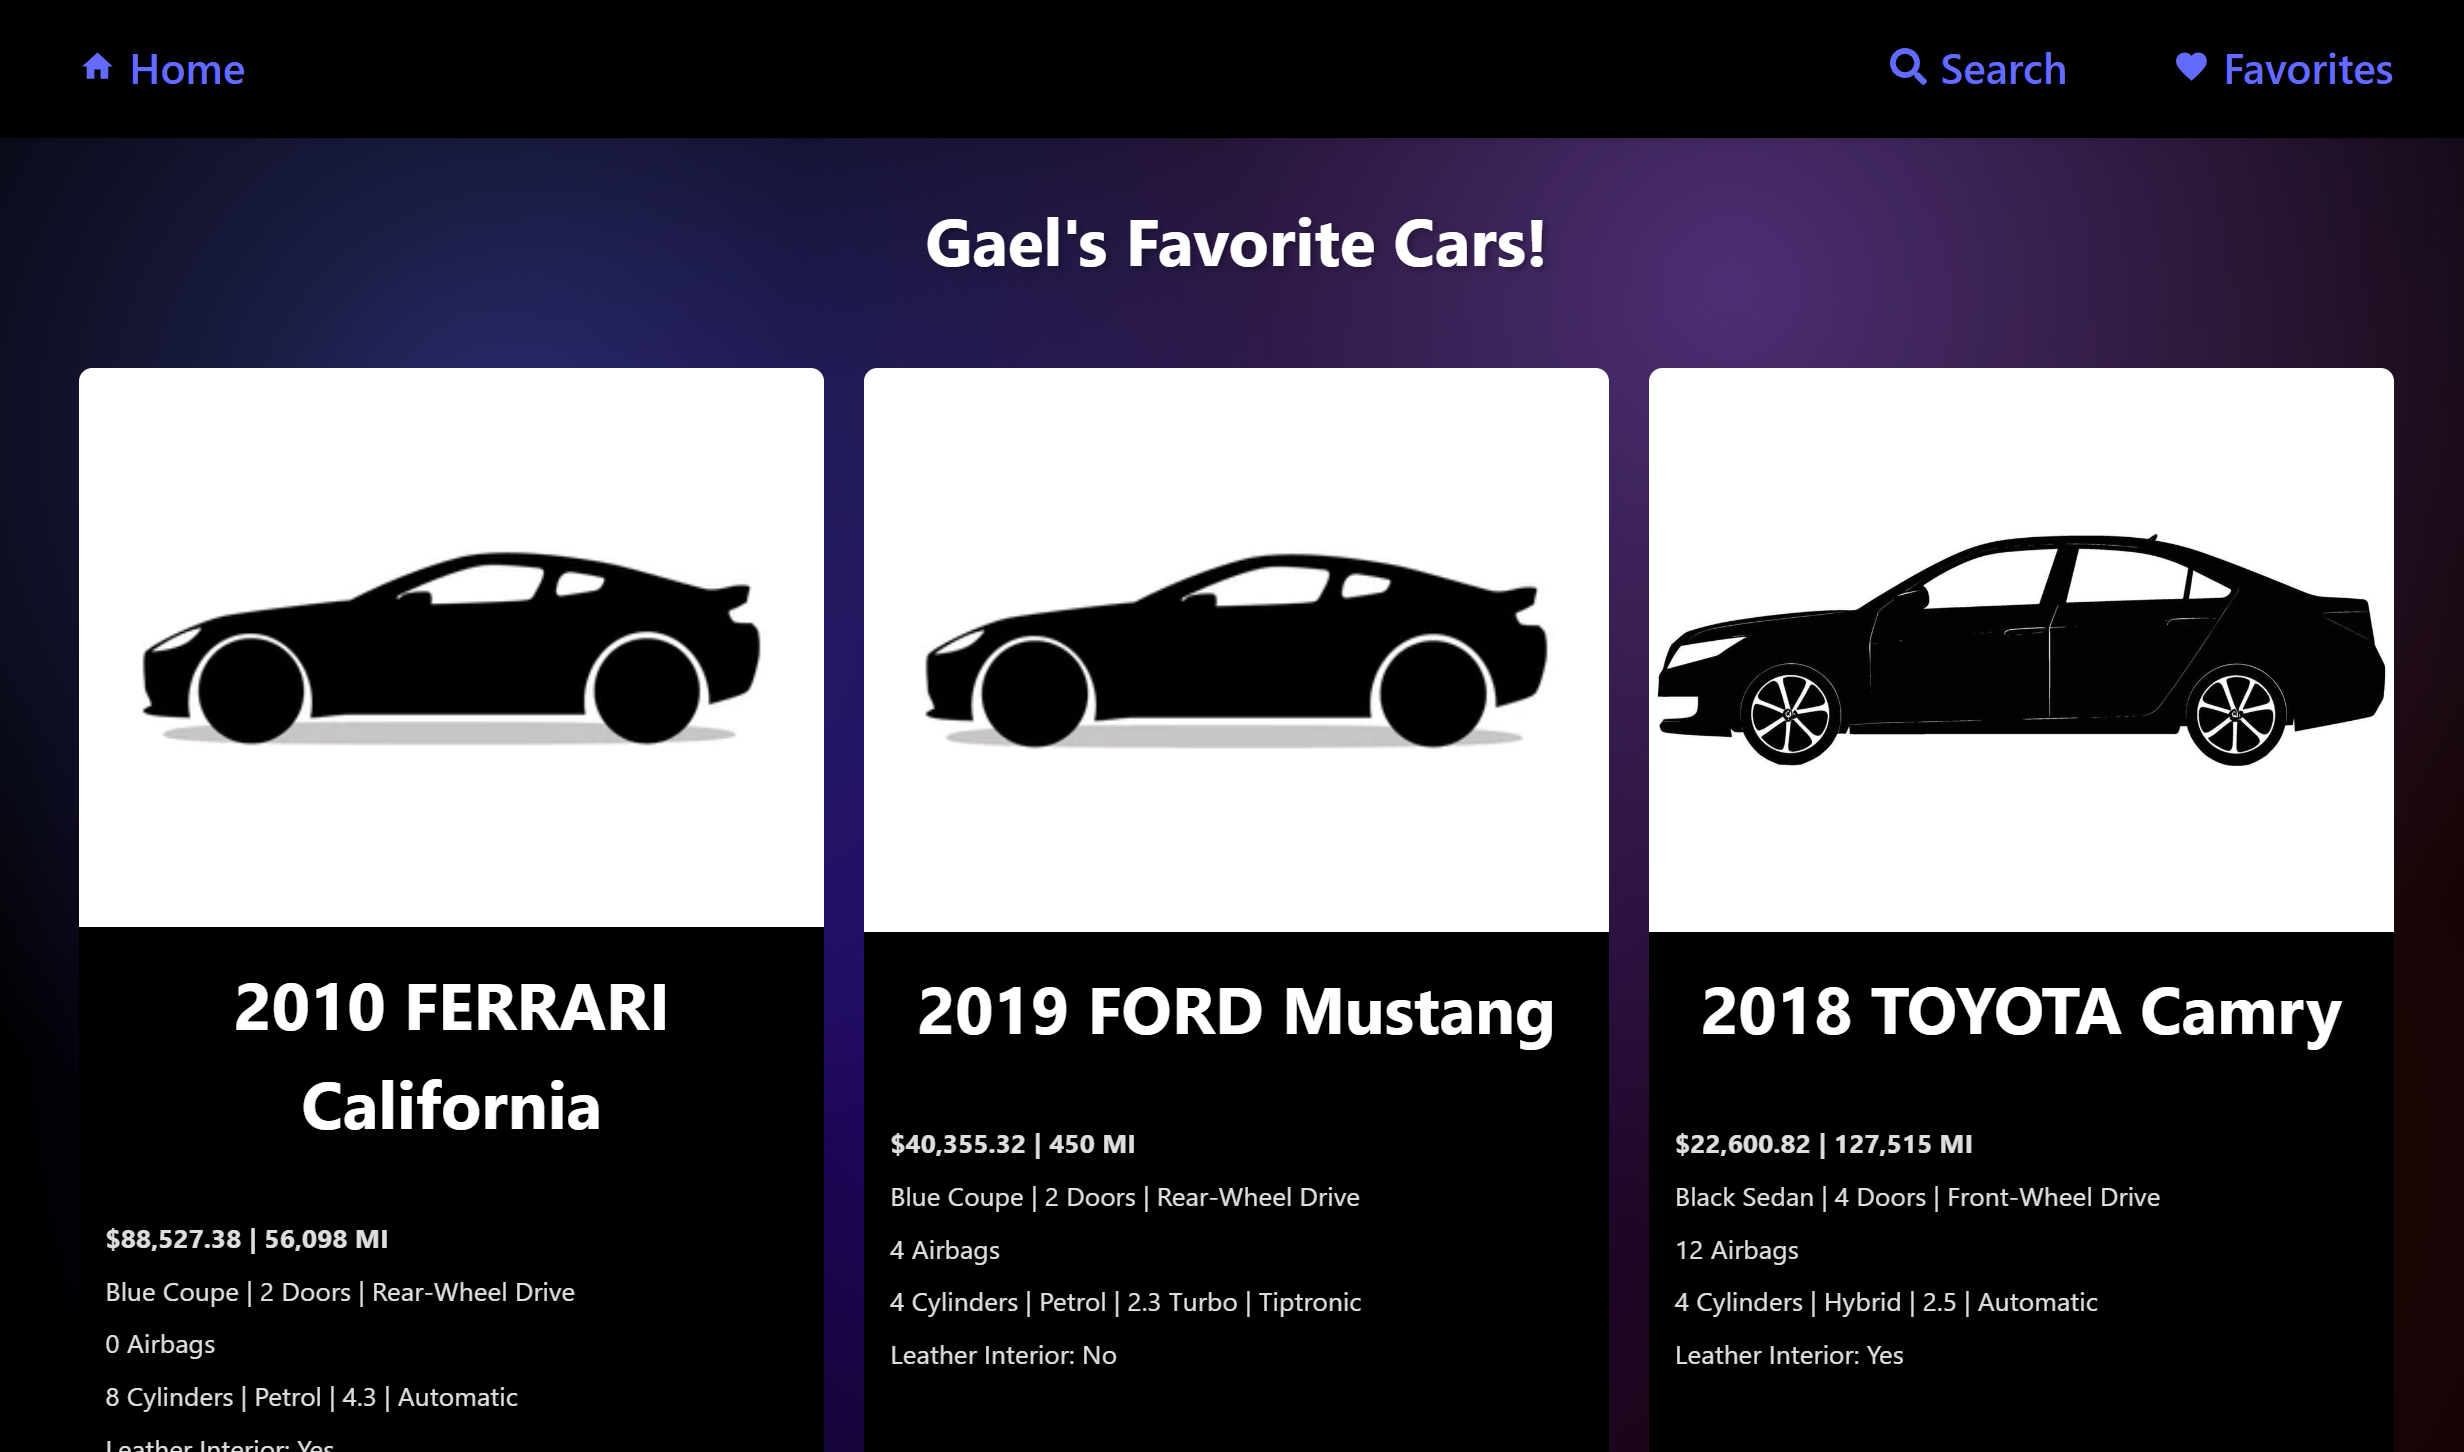 Home
Search
Favorites
Gael's Favorite Cars!
2010 FERRARI
California
$88,527.38 | 56,098 MI
Blue Coupe | 2 Doors | Rear-Wheel Drive
0 Airbags
8 Cylinders | Petrol | 4.3 | Automatic
Leather Interior: Yes
2019 FORD Mustang
$40,355.32 | 450 MI
Blue Coupe | 2 Doors | Rear-Wheel Drive
4 Airbags
4 Cylinders | Petrol | 2.3 Turbo | Tiptronic
Leather Interior: No
2018 TOYOTA Camry
$22,600.82 | 127,515 MI
Black Sedan | 4 Doors | Front-Wheel Drive
12 Airbags
4 Cylinders | Hybrid | 2.5 | Automatic
Leather Interior: Yes